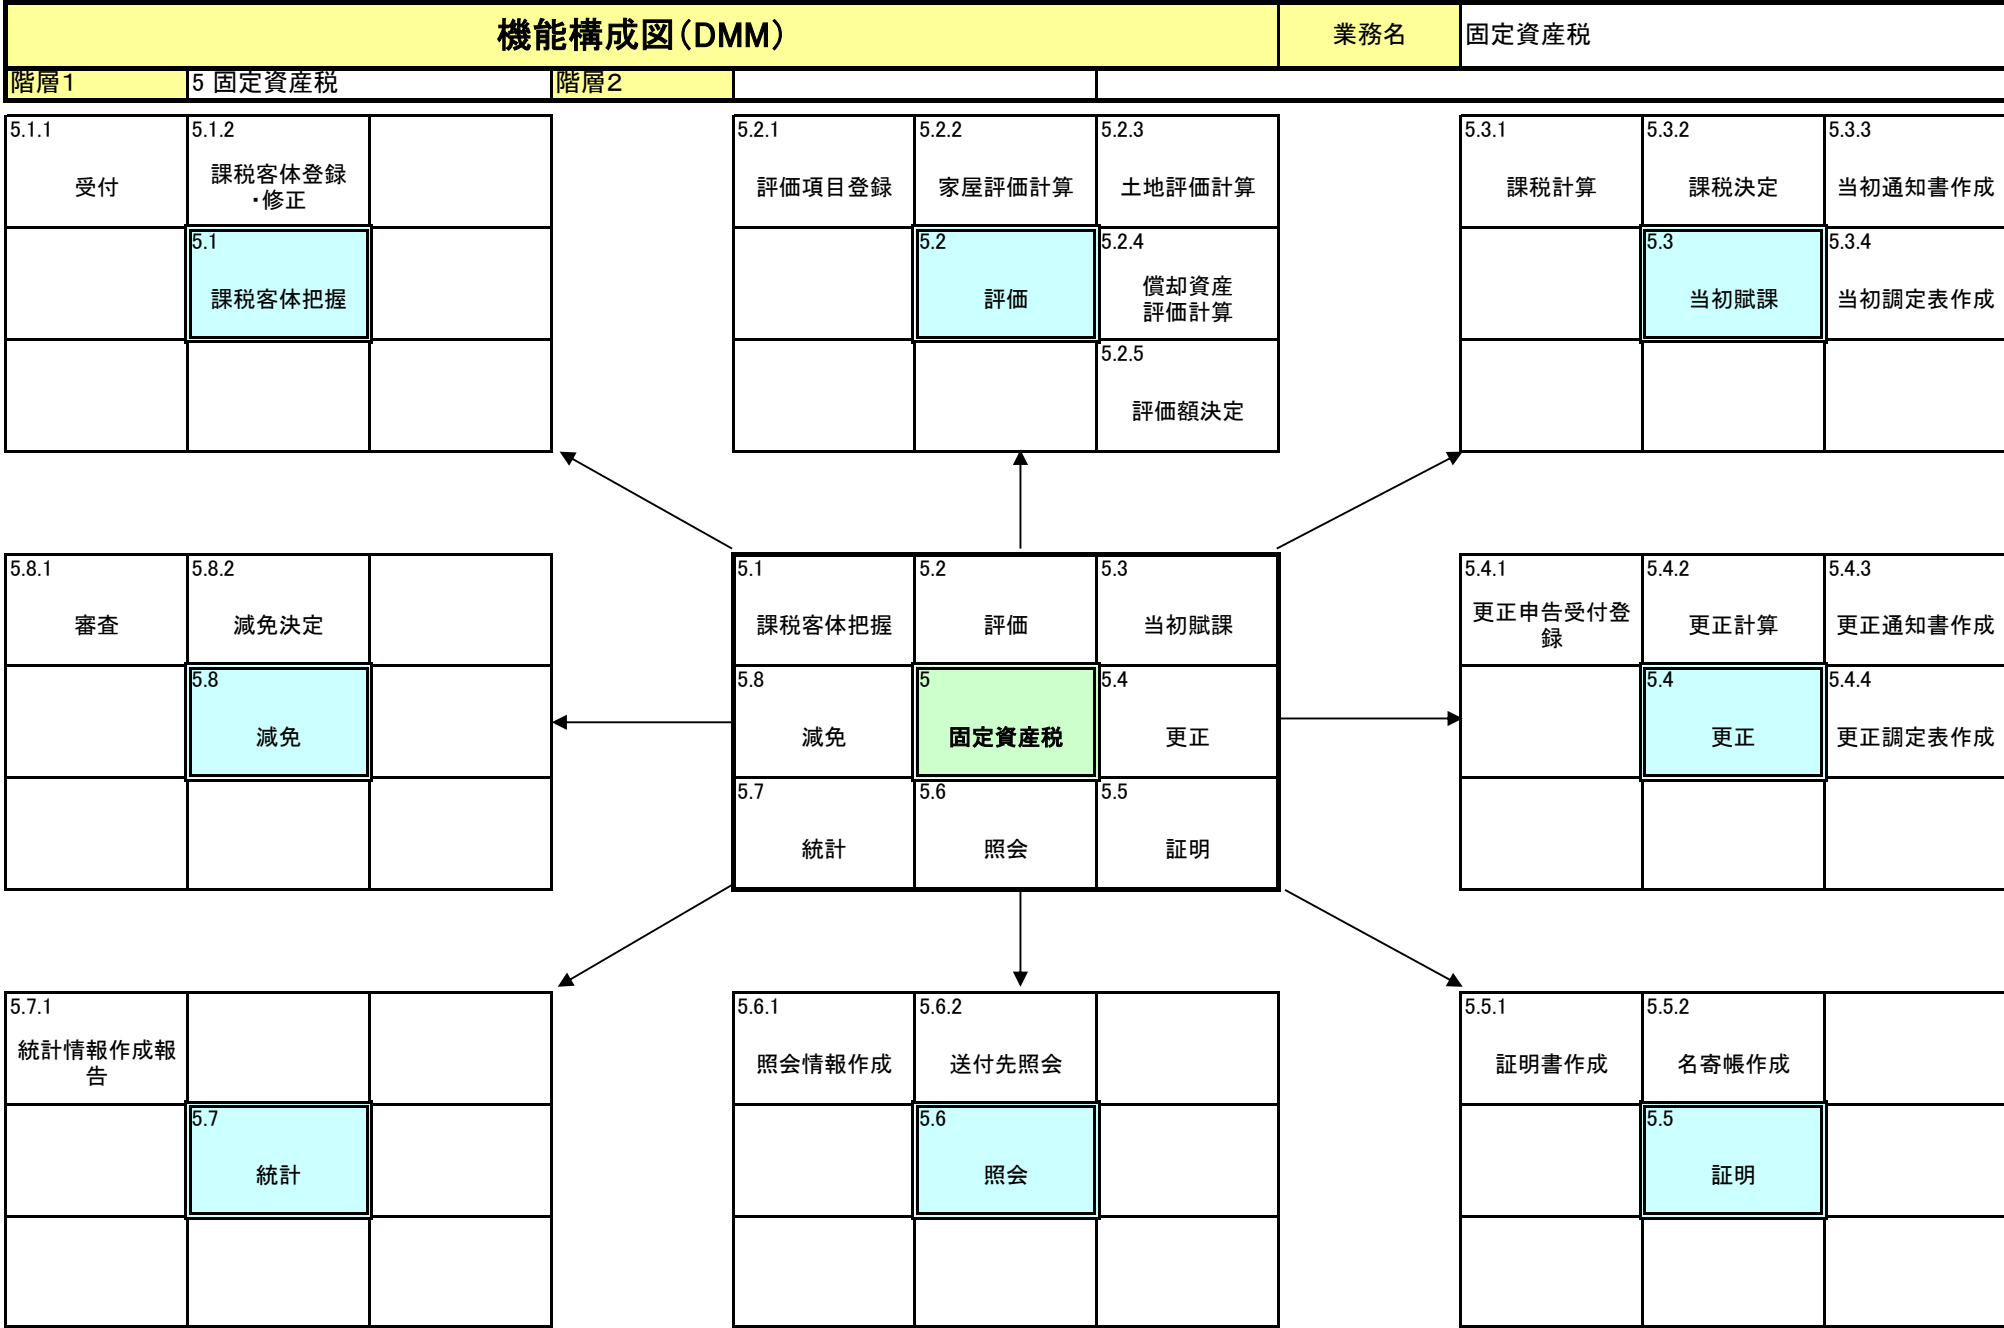 機能構成図（DMM）
業務名
固定資産税
階層１
5 固定資産税
階層２
5.1.1
受付
5.1.2
課税客体登録
・修正
5.1
課税客体把握
5.2.1
評価項目登録
5.2.2
家屋評価計算
5.2.3
土地評価計算
5.2
評価
5.2.4
償却資産
評価計算
5.2.5
評価額決定
5.3.1
課税計算
5.3.2
課税決定
5.3.3
当初通知書作成
5.3
当初賦課
5.3.4
当初調定表作成
5.8.1
審査
5.8.2
減免決定
5.8
減免
5.1
課税客体把握
5.2
評価
5.3
当初賦課
5.8
減免
5
固定資産税
5.4
更正
5.7
統計
5.6
照会
5.5
証明
5.4.1
更正申告受付登
録
5.4.2
更正計算
5.4.3
更正通知書作成
5.4
更正
5.4.4
更正調定表作成
5.7.1
統計情報作成報
告
5.7
統計
5.6.1
照会情報作成
5.6.2
送付先照会
5.6
照会
5.5.1
証明書作成
5.5.2
名寄帳作成
5.5
証明